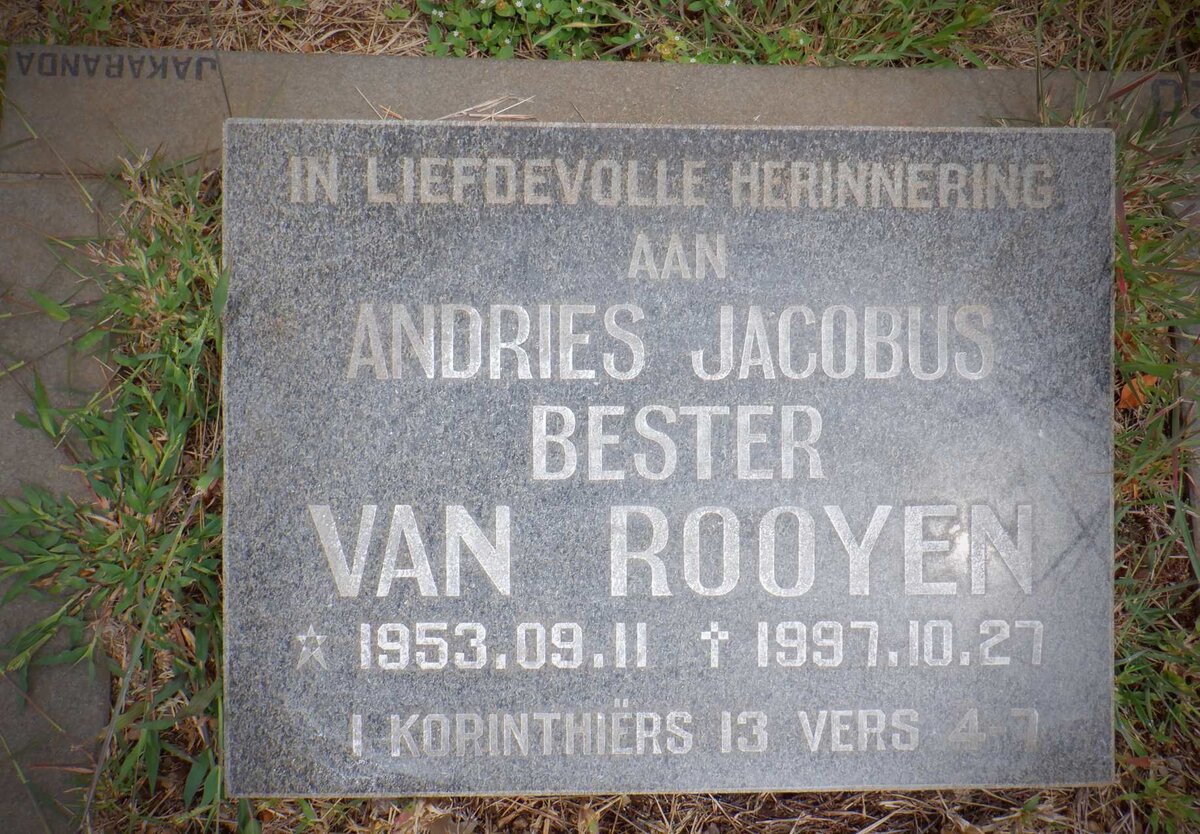 JAKARANDA
IN LIEFDEVOLLE HERINNERING
AAN
ANDRIES JACOBUS
BESTER
VAN ROOYEN
1953.09.11 1997.10.27
I KORINTHIËRS 13 VERS 4-7